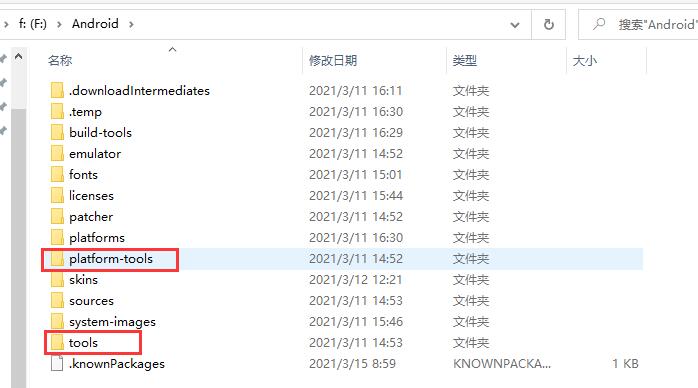 f: (F:) > Android > 搜索"Android"
名称 修改日期 类型 大小
.downloadIntermediates 2021/3/11 16:11 文件夹
.temp 2021/3/11 16:30 文件夹
build-tools 2021/3/11 16:29 文件夹
emulator 2021/3/11 14:52 文件夹
fonts 2021/3/11 15:01 文件夹
licenses 2021/3/11 15:44 文件夹
patcher 2021/3/11 14:52 文件夹
platforms 2021/3/11 16:30 文件夹
platform-tools 2021/3/11 14:52 文件夹
skins 2021/3/12 12:21 文件夹
sources 2021/3/11 14:53 文件夹
system-images 2021/3/11 15:46 文件夹
tools 2021/3/11 14:53 文件夹
.knownPackages 2021/3/15 8:59 KNOWNPACKA... 1 KB